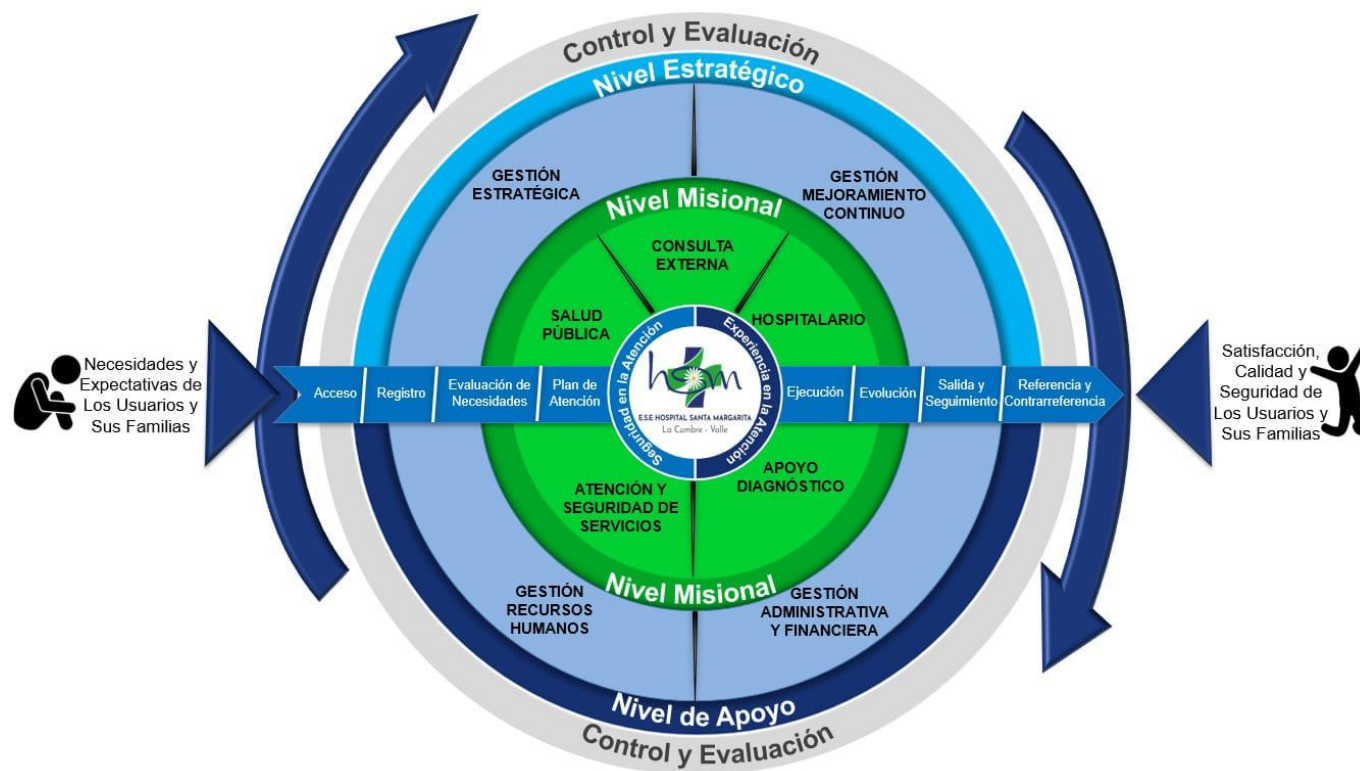 Control y Evaluación
Nivel Estratégico
GESTIÓN
ESTRATÉGICA
GESTIÓN
MEJORAMIENTO
CONTINUO
Nivel Misional
CONSULTA
EXTERNA
SALUD
PÚBLICA
HOSPITALARIO
Seguridad en la Atención
Experiencia en la Atención
hsm
E.S.E HOSPITAL SANTA MARGARITA
La Cumbre - Valle
Necesidades y
Expectativas de
Los Usuarios y
Sus Familias
Acceso
Registro
Evaluación de
Necesidades
Plan de
Atención
Ejecución
Evolución
Salida y
Seguimiento
Referencia y
Contrarreferencia
Satisfacción,
Calidad y
Seguridad de
Los Usuarios y
Sus Familias
ATENCIÓN Y
SEGURIDAD DE
SERVICIOS
APOYO
DIAGNÓSTICO
Nivel Misional
GESTIÓN
RECURSOS
HUMANOS
GESTIÓN
ADMINISTRATIVA
Y FINANCIERA
Nivel de Apoyo
Control y Evaluación